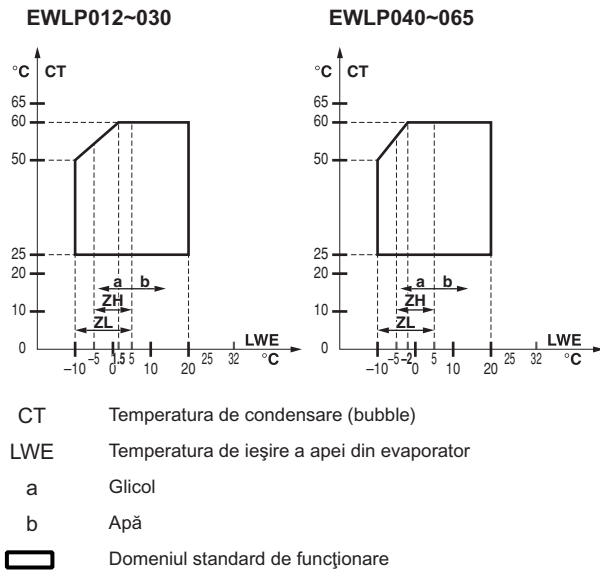 EWLP012~030
EWLP040~065
°C CT
65
60
50
25
20
10
0
a b
ZH
ZL
LWE
°C
–10 –5 0 1.5 5 10 20 25 32
°C CT
65
60
50
25
20
10
0
a b
ZH
ZL
LWE
°C
–10 –5 –2 0 5 10 20 25 32
CT Temperatura de condensare (bubble)
LWE Temperatura de ieşire a apei din evaporator
a Glicol
b Apă
Domeniul standard de funcţionare